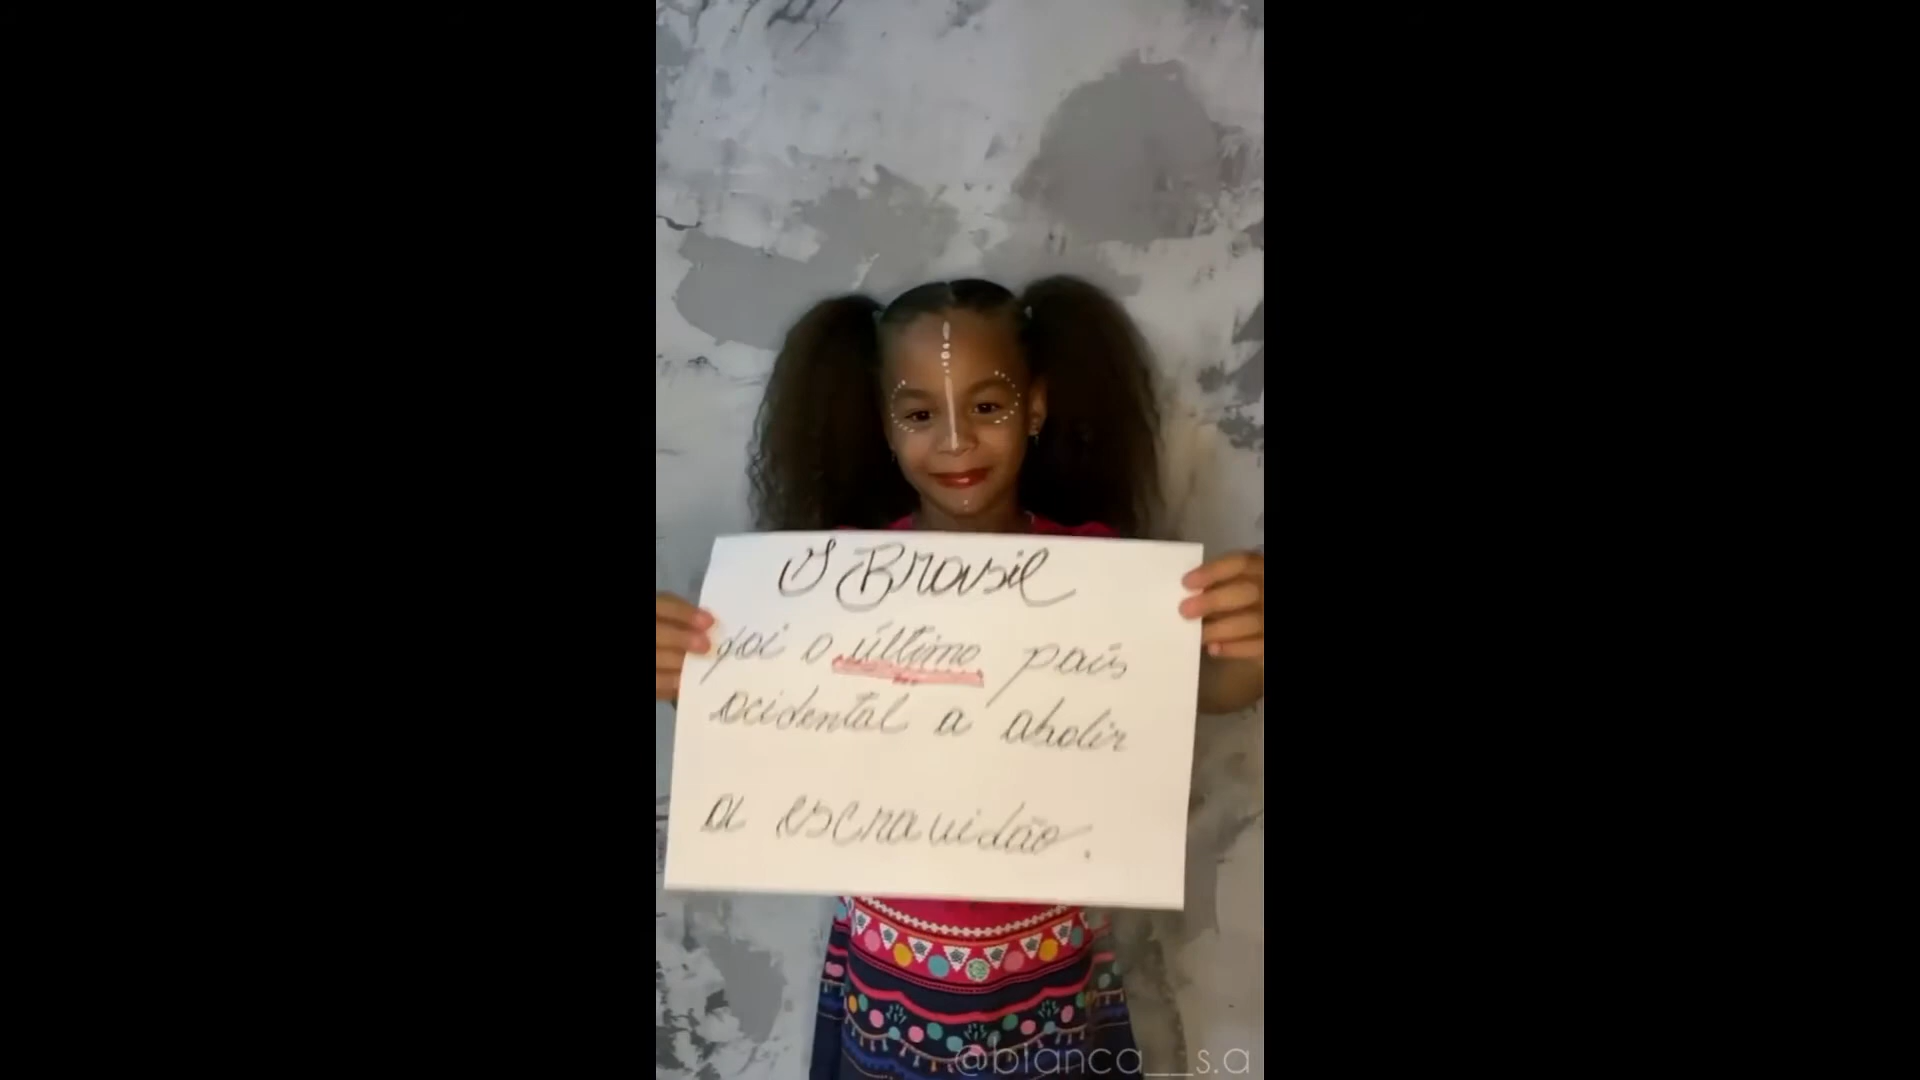 O Brasil
foi o último país
ocidental a abolir
a escravidão.
@bianca__s.a